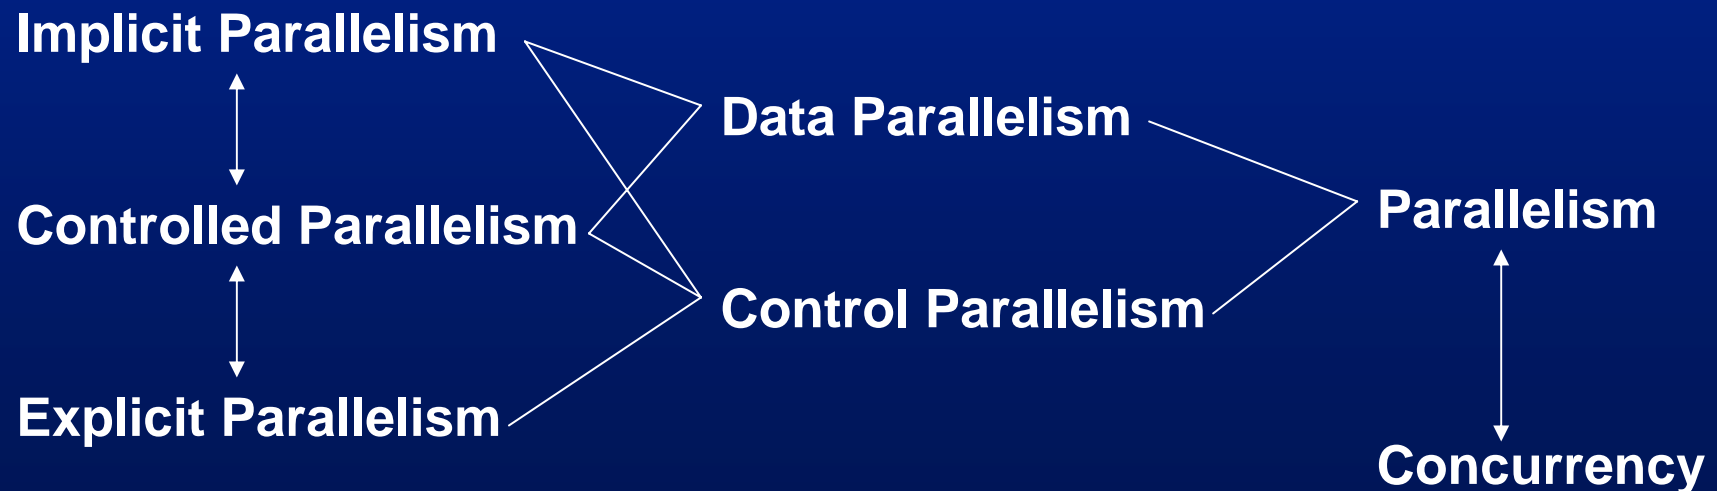 Implicit Parallelism
Data Parallelism
Controlled Parallelism
Parallelism
Control Parallelism
Explicit Parallelism
Concurrency